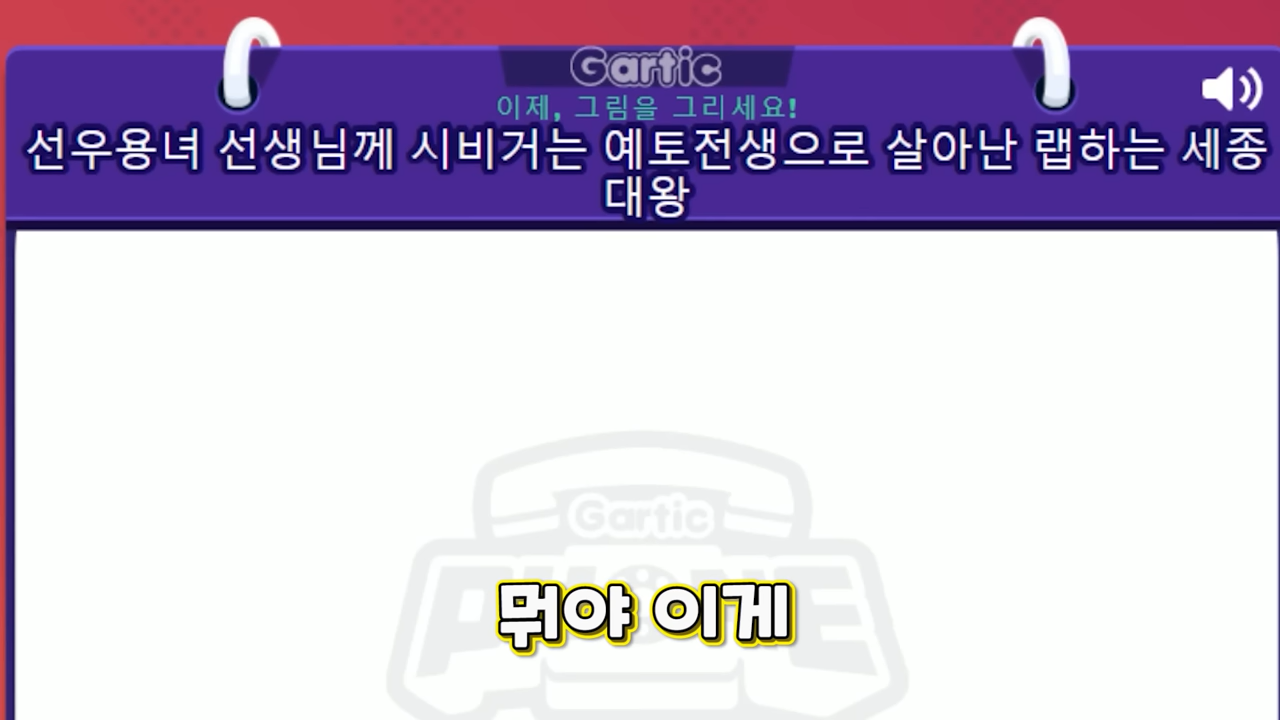 Gartic
이제, 그림을 그리세요!
선우용녀 선생님께 시비거는 예토전생으로 살아난 랩하는 세종
대왕
Gartic
PHONE
뭐야 이게